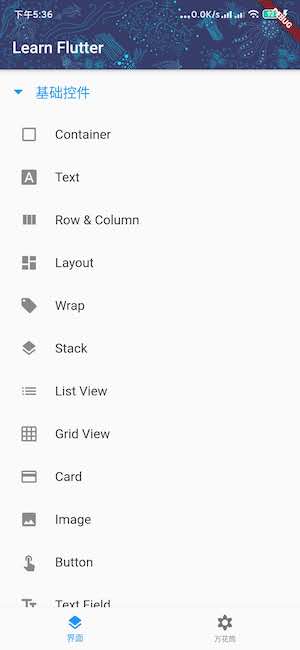 下午5:36
...0.0K/s
DEBUG
Learn Flutter
基础控件
Container
Text
Row & Column
Layout
Wrap
Stack
List View
Grid View
Card
Image
Button
Text Field
界面
万花筒